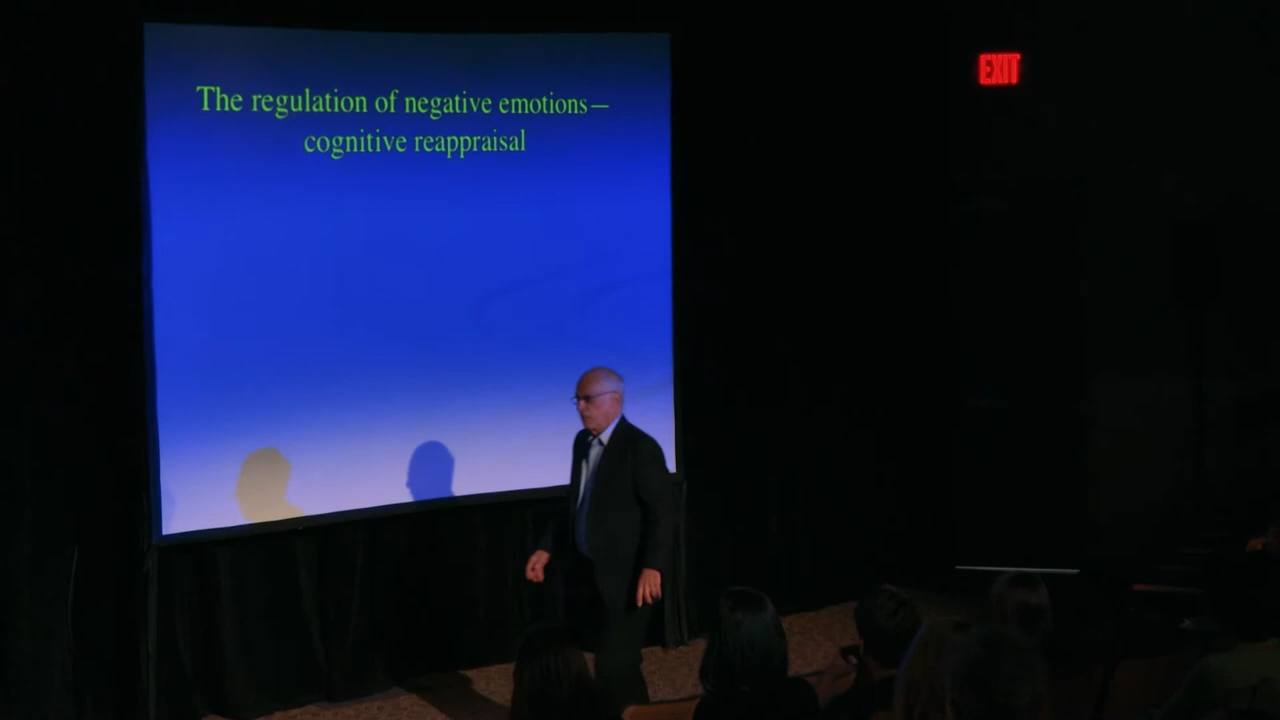 The regulation of negative emotions—
cognitive reappraisal
EXIT